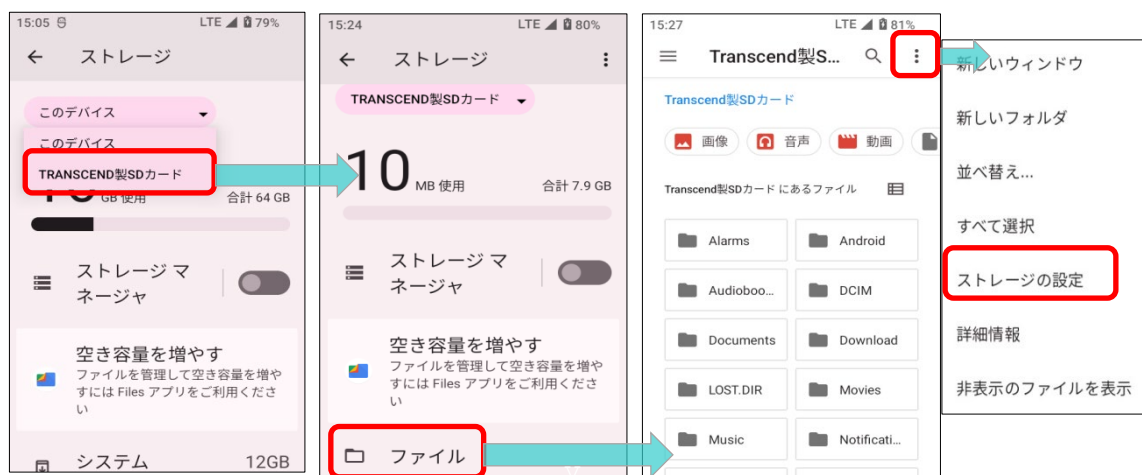 15:05
LTE 79%
ストレージ
このデバイス
このデバイス
TRANSCEND製SDカード
GB 使用
合計 64 GB
ストレージ マ
ネージャ
空き容量を増やす
ファイルを管理して空き容量を増や
すには Files アプリをご利用くださ
い
システム
12GB
15:24
LTE 80%
ストレージ
TRANSCEND製SDカード
10 MB 使用
合計 7.9 GB
ストレージ マ
ネージャ
空き容量を増やす
ファイルを管理して空き容量を増や
すには Files アプリをご利用くださ
い
ファイル
15:27
LTE 81%
Transcend製S...
Transcend製SDカード
画像
音声
動画
Transcend製SDカード にあるファイル
Alarms
Android
Audioboo...
DCIM
Documents
Download
LOST.DIR
Movies
Music
Notificati...
新しいウィンドウ
新しいフォルダ
並べ替え...
すべて選択
ストレージの設定
詳細情報
非表示のファイルを表示